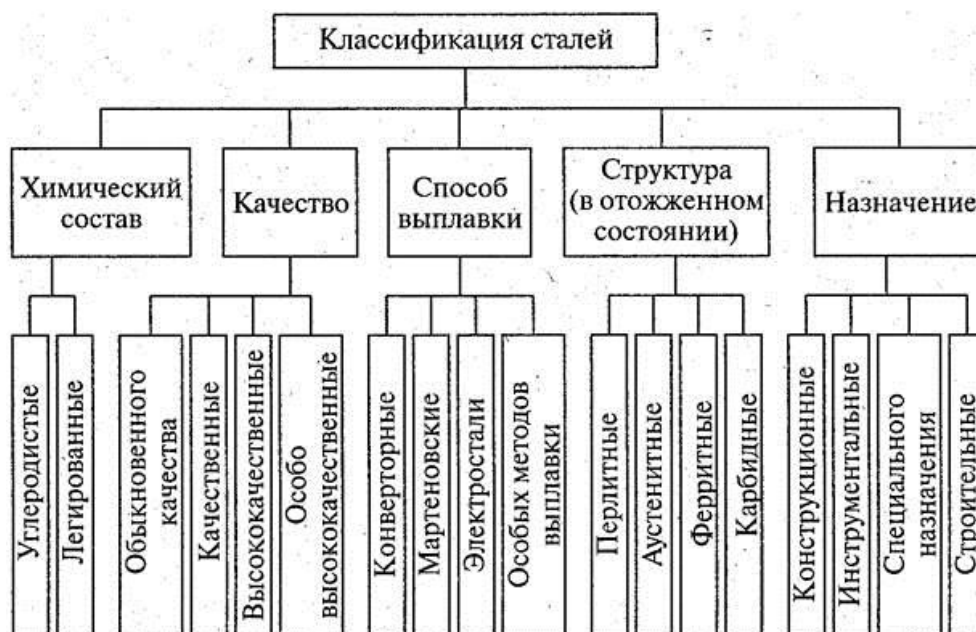 Классификация сталей
Химический
состав
Качество
Способ
выплавки
Структура
(в отожженном
состоянии)
Назначение
Углеродистые
Легированные
Обыкновенного
качества
Качественные
Высококачественные
Особо
высококачественные
Конверторные
Мартеновские
Электростали
Особых методов
выплавки
Перлитные
Аустенитные
Ферритные
Карбидные
Конструкционные
Инструментальные
Специального
назначения
Строительные